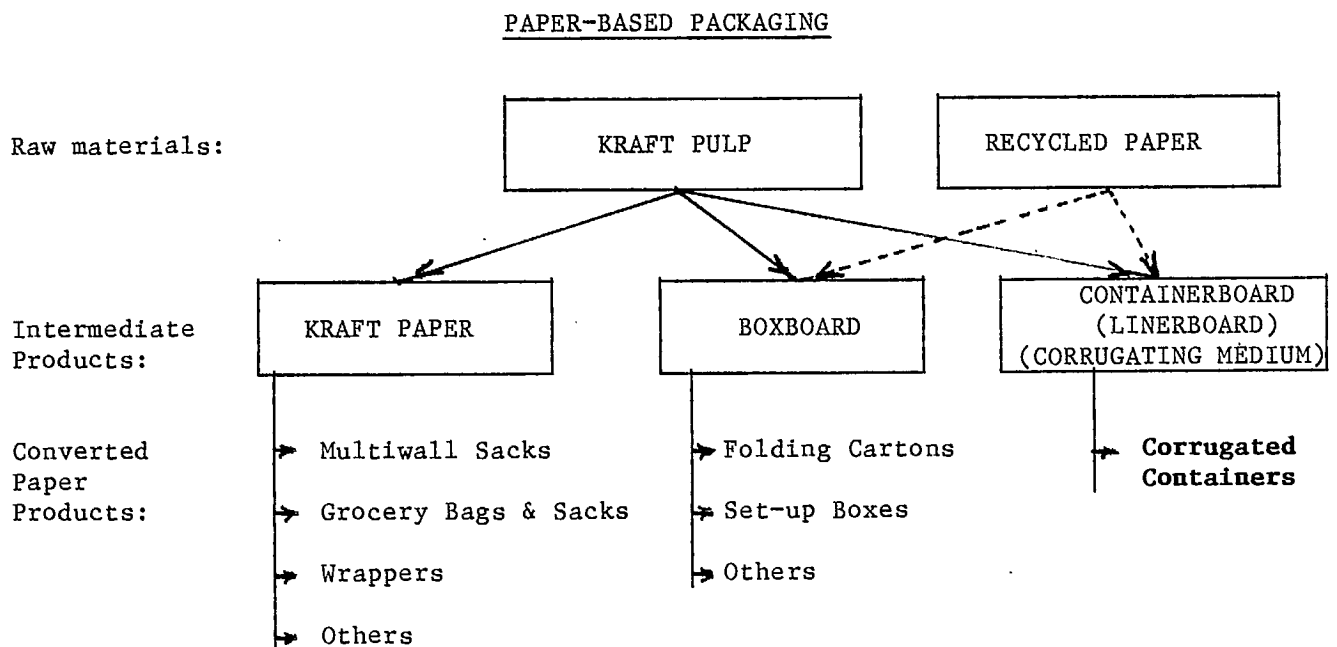 PAPER-BASED PACKAGING
Raw materials:
KRAFT PULP
RECYCLED PAPER
Intermediate
Products:
KRAFT PAPER
BOXBOARD
CONTAINERBOARD
(LINERBOARD)
(CORRUGATING MEDIUM)
Converted
Paper
Products:
Multiwall Sacks
Grocery Bags & Sacks
Wrappers
Others
Folding Cartons
Set-up Boxes
Others
Corrugated
Containers